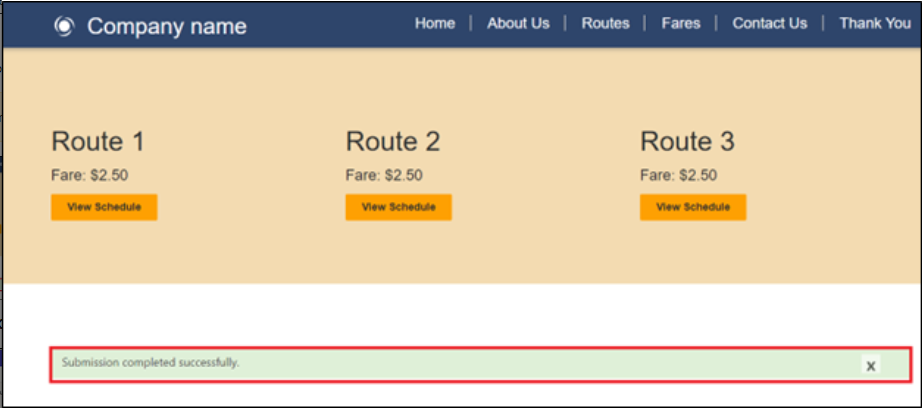 Company name
Home | About Us | Routes | Fares | Contact Us | Thank You
Route 1
Fare: $2.50
View Schedule
Route 2
Fare: $2.50
View Schedule
Route 3
Fare: $2.50
View Schedule
Submission completed successfully.
X